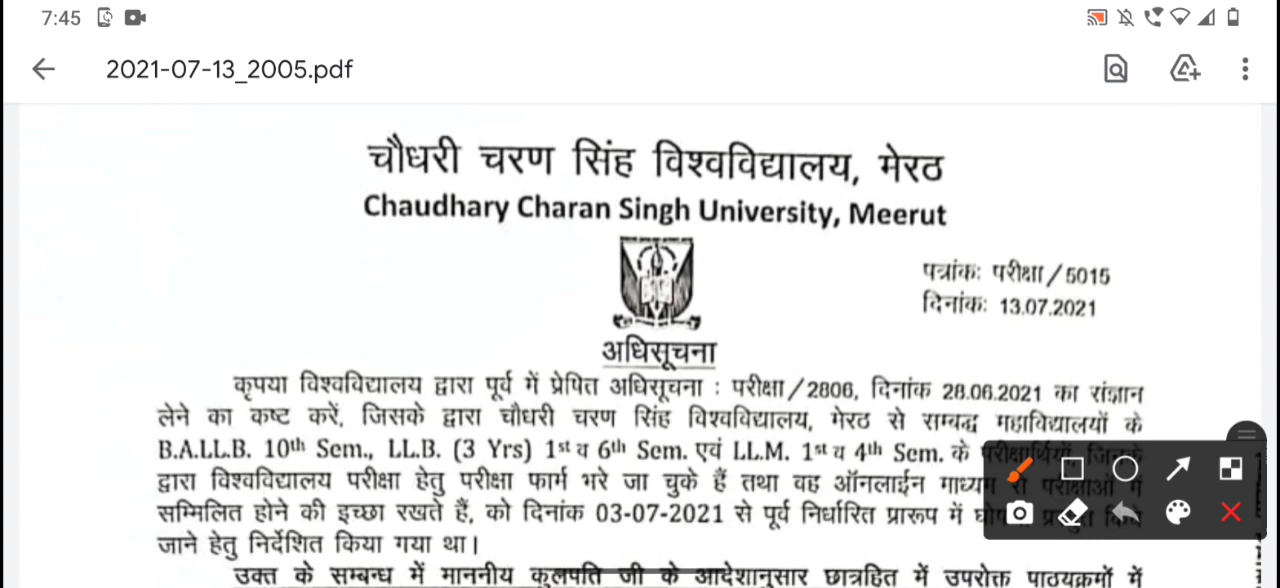 7:45
2021-07-13_2005.pdf
चौधरी चरण सिंह विश्वविद्यालय, मेरठ
Chaudhary Charan Singh University, Meerut
पत्रांक: परीक्षा/5015
दिनांक: 13.07.2021
अधिसूचना
कृपया विश्वविद्यालय द्वारा पूर्व में प्रेषित अधिसूचना : परीक्षा/2806, दिनांक 28.06.2021 का संज्ञान
लेने का कष्ट करें, जिसके द्वारा चौधरी चरण सिंह विश्वविद्यालय, मेरठ से सम्बद्ध महाविद्यालयों के
B.A.LL.B. 10th Sem., LL.B. (3 Yrs) 1st व 6th Sem. एवं LL.M. 1st व 4th Sem. के परीक्षार्थियों, जिनके
द्वारा विश्वविद्यालय परीक्षा हेतु परीक्षा फार्म भरे जा चुके हैं तथा वह ऑनलाईन माध्यम से परीक्षाओं में
सम्मिलित होने की इच्छा रखते हैं, को दिनांक 03-07-2021 से पूर्व निर्धारित प्रारूप में
जाने हेतु निर्देशित किया गया था।
उक्त के सम्बन्ध में माननीय कुलपति जी के आदेशानुसार छात्रहित में उपरोक्त पाठ्यक्रमों में